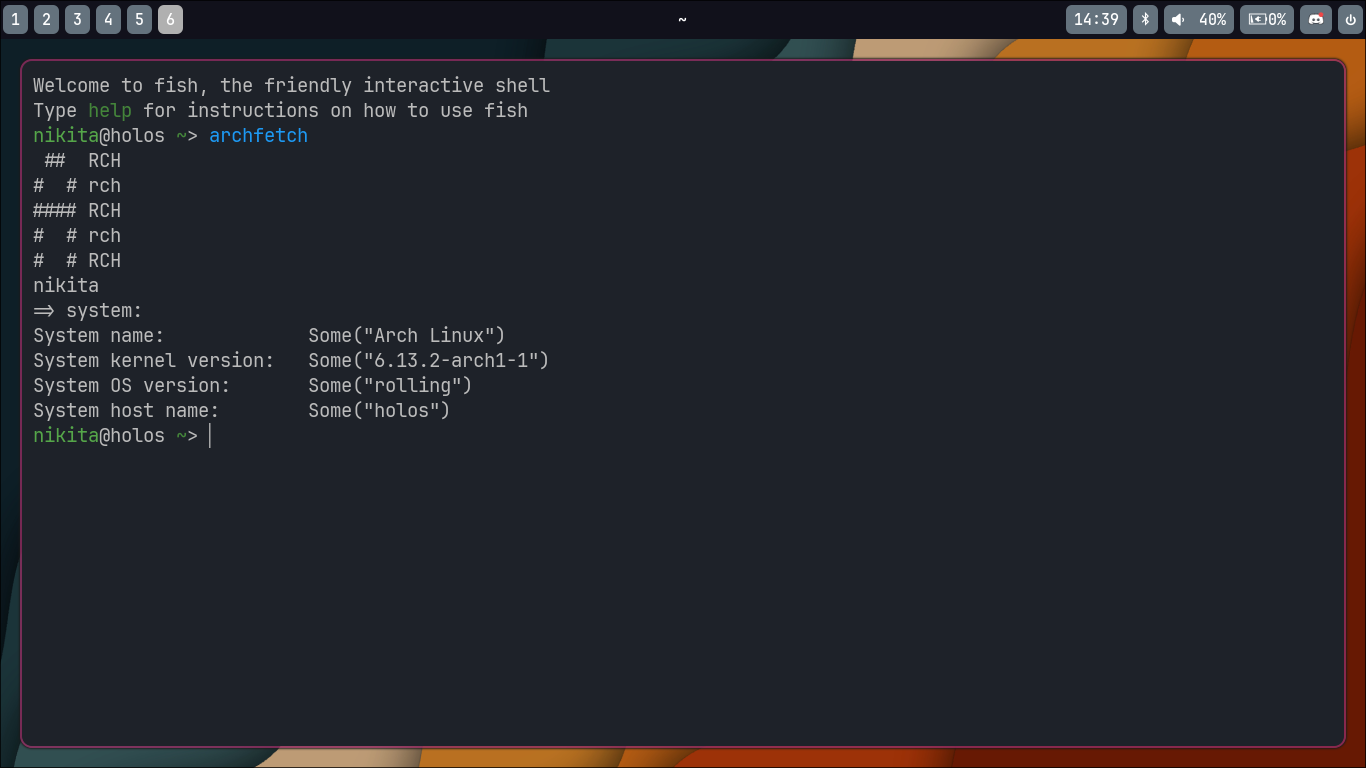 1 2 3 4 5 6 ~ 14:39 40% 0%
Welcome to fish, the friendly interactive shell
Type help for instructions on how to use fish
nikita@holos ~> archfetch
 ##  RCH
#  # rch
#### RCH
#  # rch
#  # RCH
nikita
=> system:
System name:             Some("Arch Linux")
System kernel version:   Some("6.13.2-arch1-1")
System OS version:       Some("rolling")
System host name:        Some("holos")
nikita@holos ~>